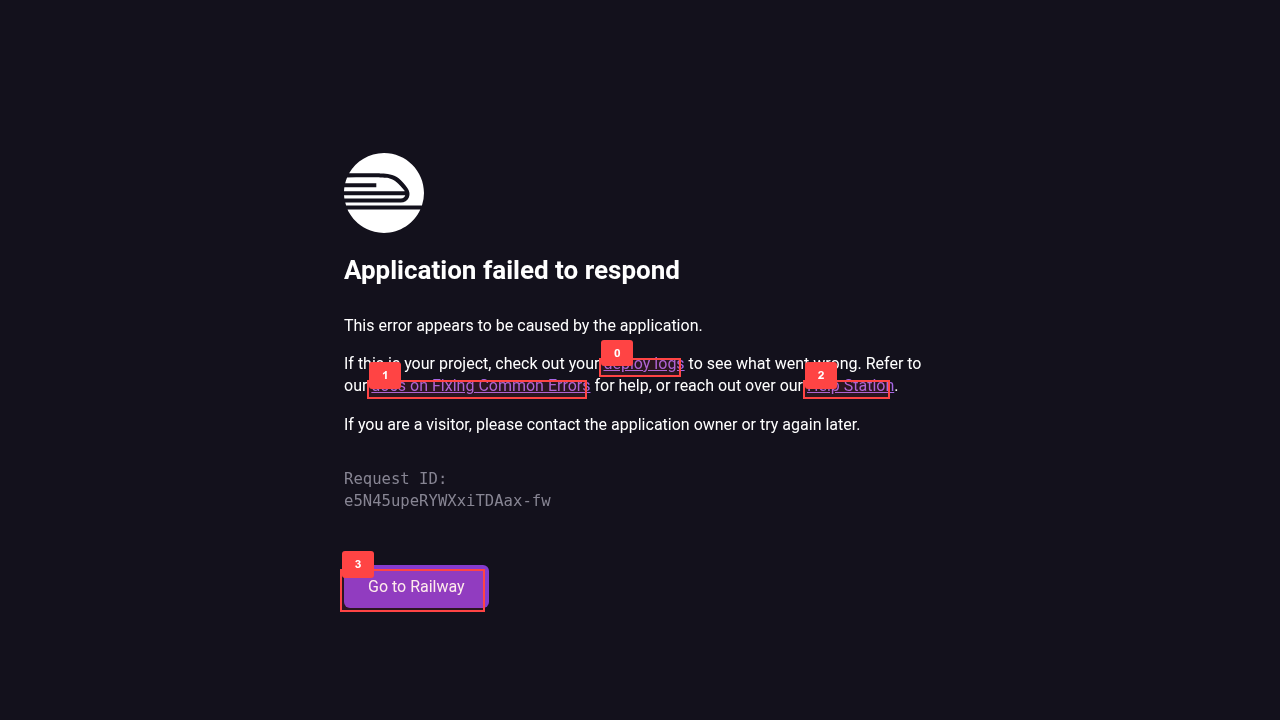 Application failed to respond
This error appears to be caused by the application.
0
If this is your project, check out your deploy logs to see what went wrong. Refer to
1
2
our docs on Fixing Common Errors for help, or reach out over our Help Station.
If you are a visitor, please contact the application owner or try again later.
Request ID:
e5N45upeRYWXxiTDAax-fw
3
Go to Railway